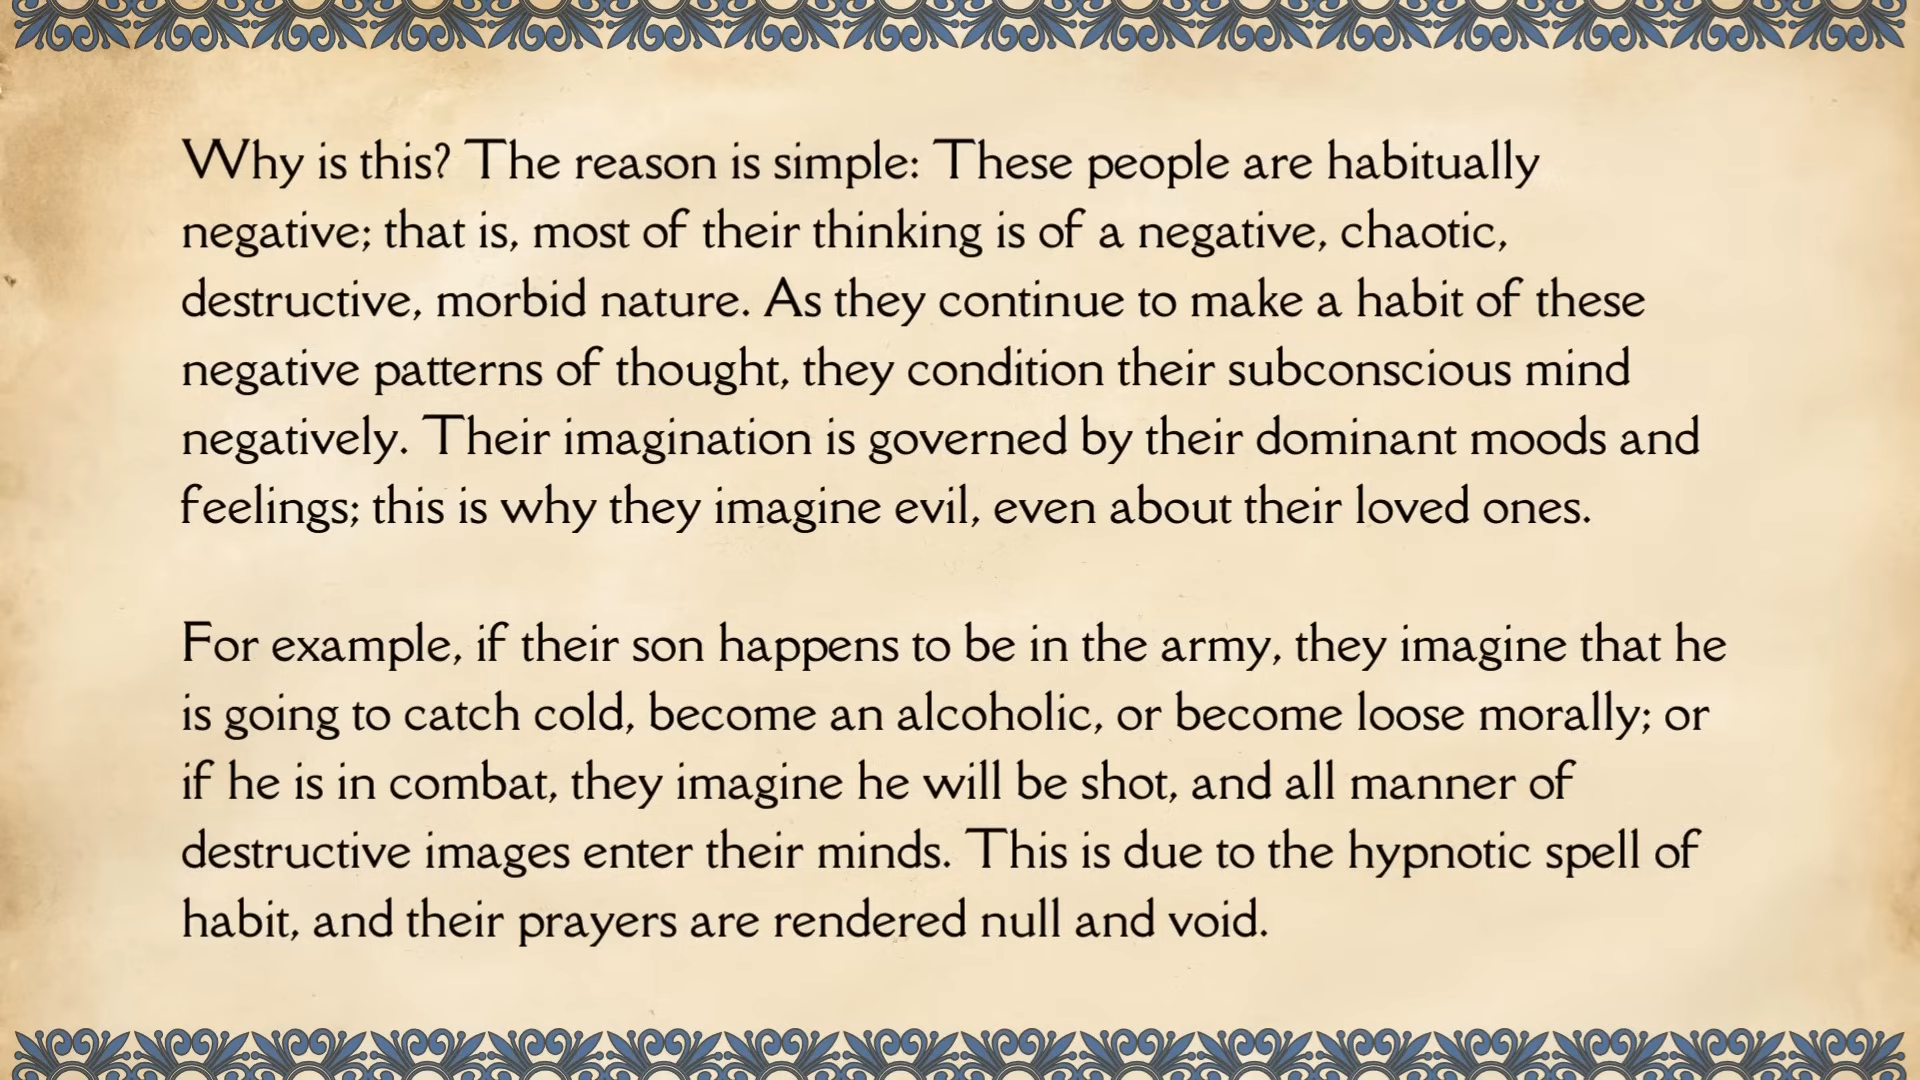 Why is this? The reason is simple: These people are habitually
negative; that is, most of their thinking is of a negative, chaotic,
destructive, morbid nature. As they continue to make a habit of these
negative patterns of thought, they condition their subconscious mind
negatively. Their imagination is governed by their dominant moods and
feelings; this is why they imagine evil, even about their loved ones.
For example, if their son happens to be in the army, they imagine that he
is going to catch cold, become an alcoholic, or become loose morally; or
if he is in combat, they imagine he will be shot, and all manner of
destructive images enter their minds. This is due to the hypnotic spell of
habit, and their prayers are rendered null and void.